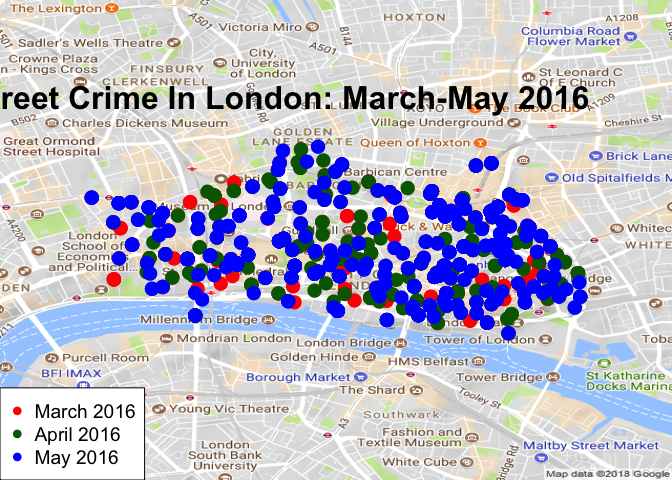 The Lexington
Victoria Miro
HOXTON
A1208
A501
B144
Sadler's Wells Theatre
A501
Columbia Road
Flower Market
Crowne Plaza
n - Kings Cross
City,
University
of London
FINSBURY
CLERKENWELL
St Leonard C
Of E Church
reet Crime In London: March-May 2016
A1209
B502
Charles Dickens Museum
Village Underground
Cheshire St
GOLDEN
LANE ESTATE
Great Ormond
Street Hospital
Queen of Hoxton
Brick Lane
Barbican Centre
Old Spitalfields M
A4200
London
School of
Economics
and Political...
WHITE
Millennium Bridge
Mondrian London
London Bridge
Tower of London
Purcell Room
Golden Hinde
HMS Belfast
BFI IMAX
Borough Market
Tower Bridge
St Katharine
Docks Marina
The Shard
Tooley St
March 2016
April 2016
May 2016
Young Vic Theatre
SOUTHWARK
A3
London
South Bank
University
Fashion and
Textile Museum
White Cube
Bridge Rd
Maltby Street Market
Map data ©2018 Google